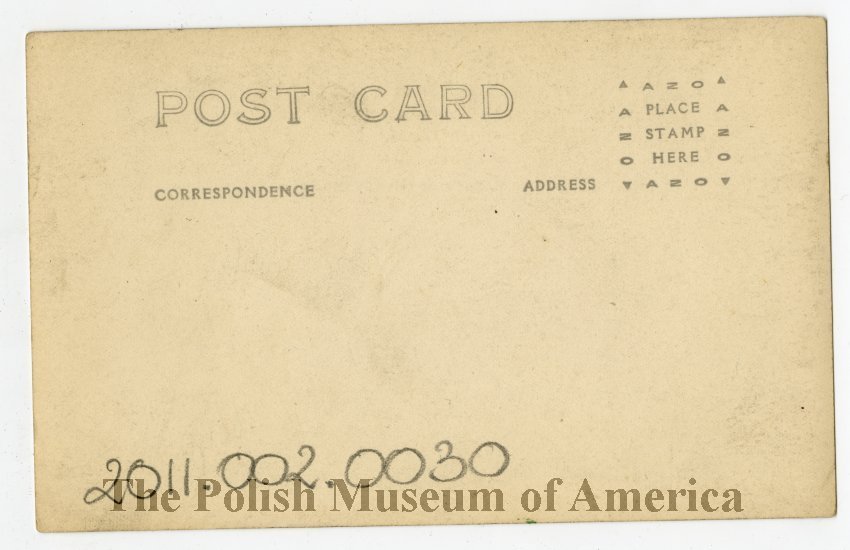 POST CARD
▲ AZO ▲
A PLACE A
Z STAMP Z
O HERE O
▼ AZO ▼
CORRESPONDENCE
ADDRESS
2011.002.0030
The Polish Museum of America